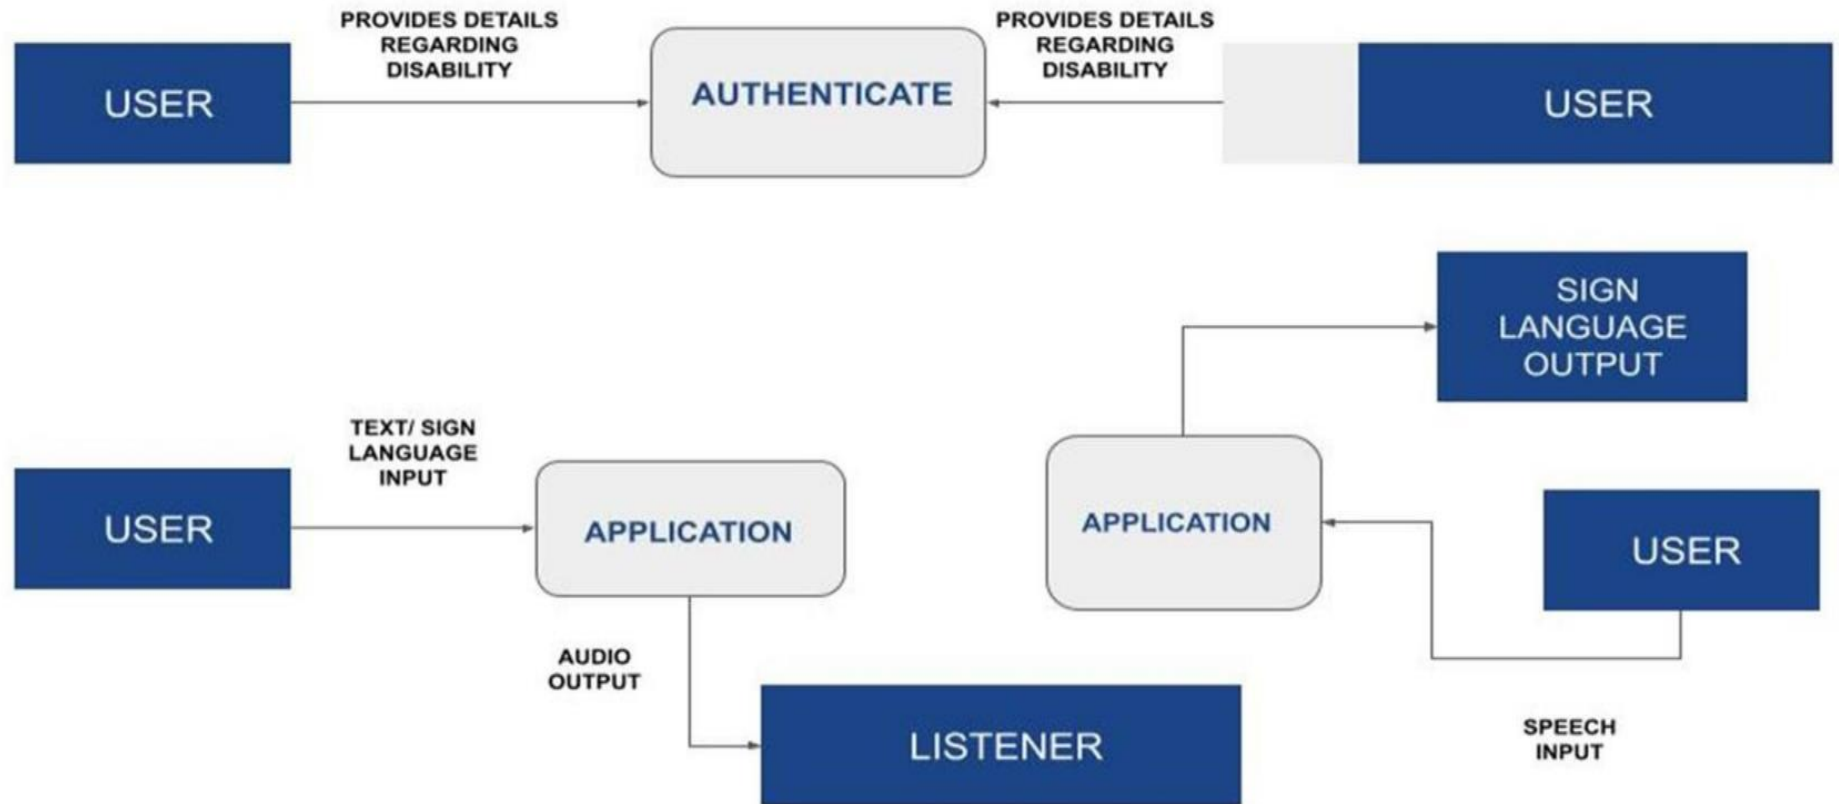 PROVIDES DETAILS
REGARDING
DISABILITY
PROVIDES DETAILS
REGARDING
DISABILITY
USER
AUTHENTICATE
USER
SIGN
LANGUAGE
OUTPUT
TEXT/ SIGN
LANGUAGE
INPUT
USER
APPLICATION
APPLICATION
USER
AUDIO
OUTPUT
LISTENER
SPEECH
INPUT